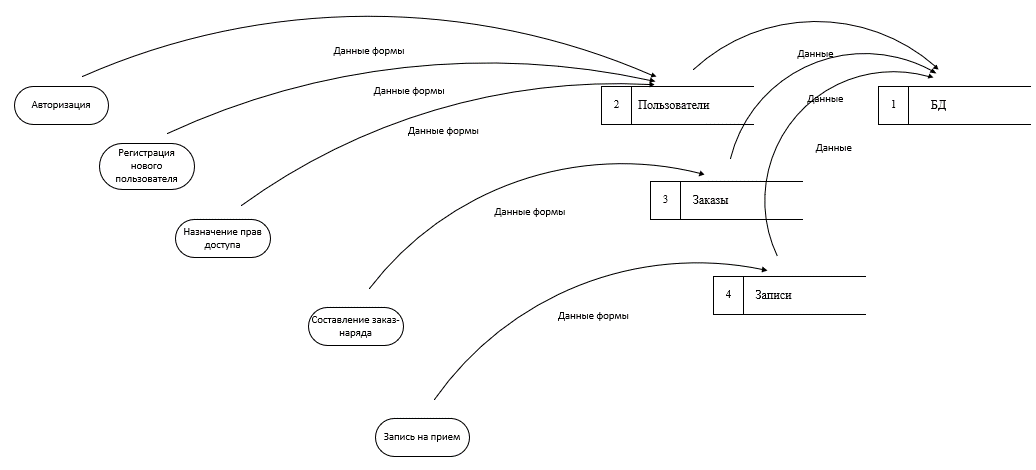 Данные формы
Данные
Данные формы
Авторизация
2 Пользователи
Данные
1 БД
Данные формы
Регистрация
нового
пользователя
Данные
3 Заказы
Данные формы
Назначение прав
доступа
4 Записи
Данные формы
Составление заказ-
наряда
Запись на прием